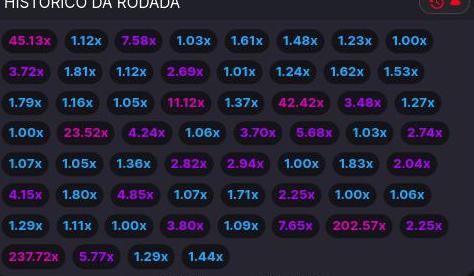 HISTÓRICO DA RODADA
45.13x 1.12x 7.58x 1.03x 1.61x 1.48x 1.23x 1.00x
3.72x 1.81x 1.12x 2.69x 1.01x 1.24x 1.62x 1.53x
1.79x 1.16x 1.05x 11.12x 1.37x 42.42x 3.48x 1.27x
1.00x 23.52x 4.24x 1.06x 3.70x 5.68x 1.03x 2.74x
1.07x 1.05x 1.36x 2.82x 2.94x 1.00x 1.83x 2.04x
4.15x 1.80x 4.85x 1.07x 1.71x 2.25x 1.00x 1.06x
1.29x 1.11x 1.00x 3.80x 1.09x 7.65x 202.57x 2.25x
237.72x 5.77x 1.29x 1.44x